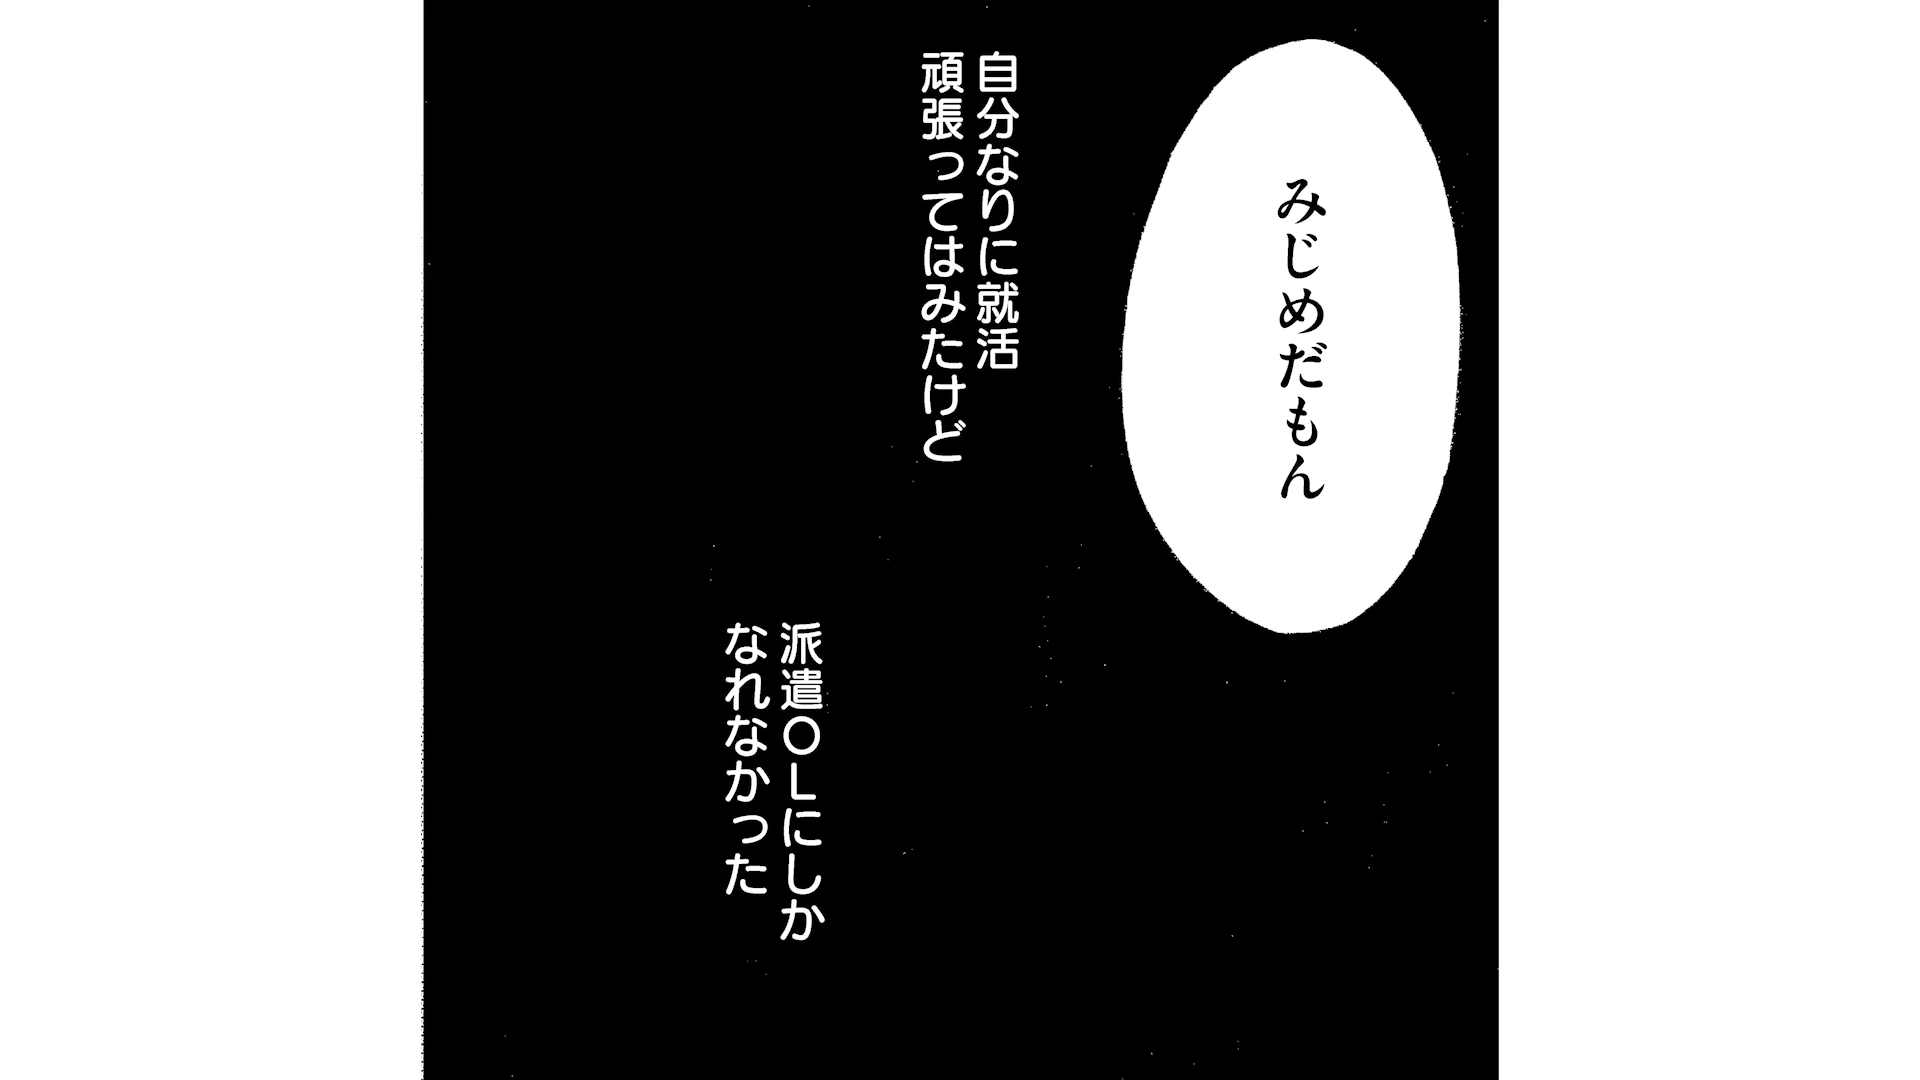 みじめだもん
自分なりに就活
頑張ってはみたけど
派遣OLにしか
なれなかった